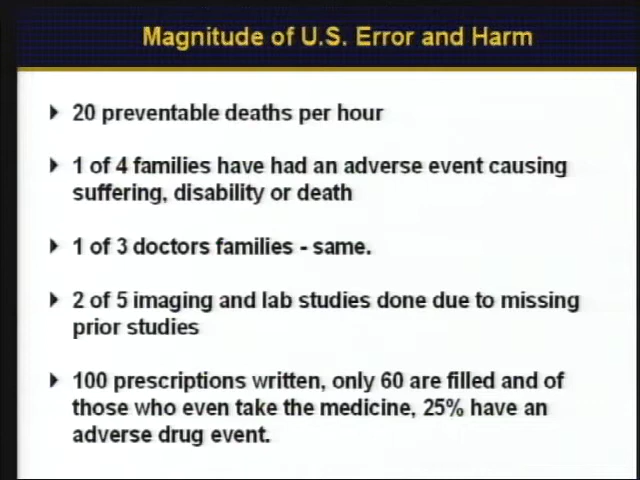 Magnitude of U.S. Error and Harm
20 preventable deaths per hour
1 of 4 families have had an adverse event causing
suffering, disability or death
1 of 3 doctors families - same.
2 of 5 imaging and lab studies done due to missing
prior studies
100 prescriptions written, only 60 are filled and of
those who even take the medicine, 25% have an
adverse drug event.